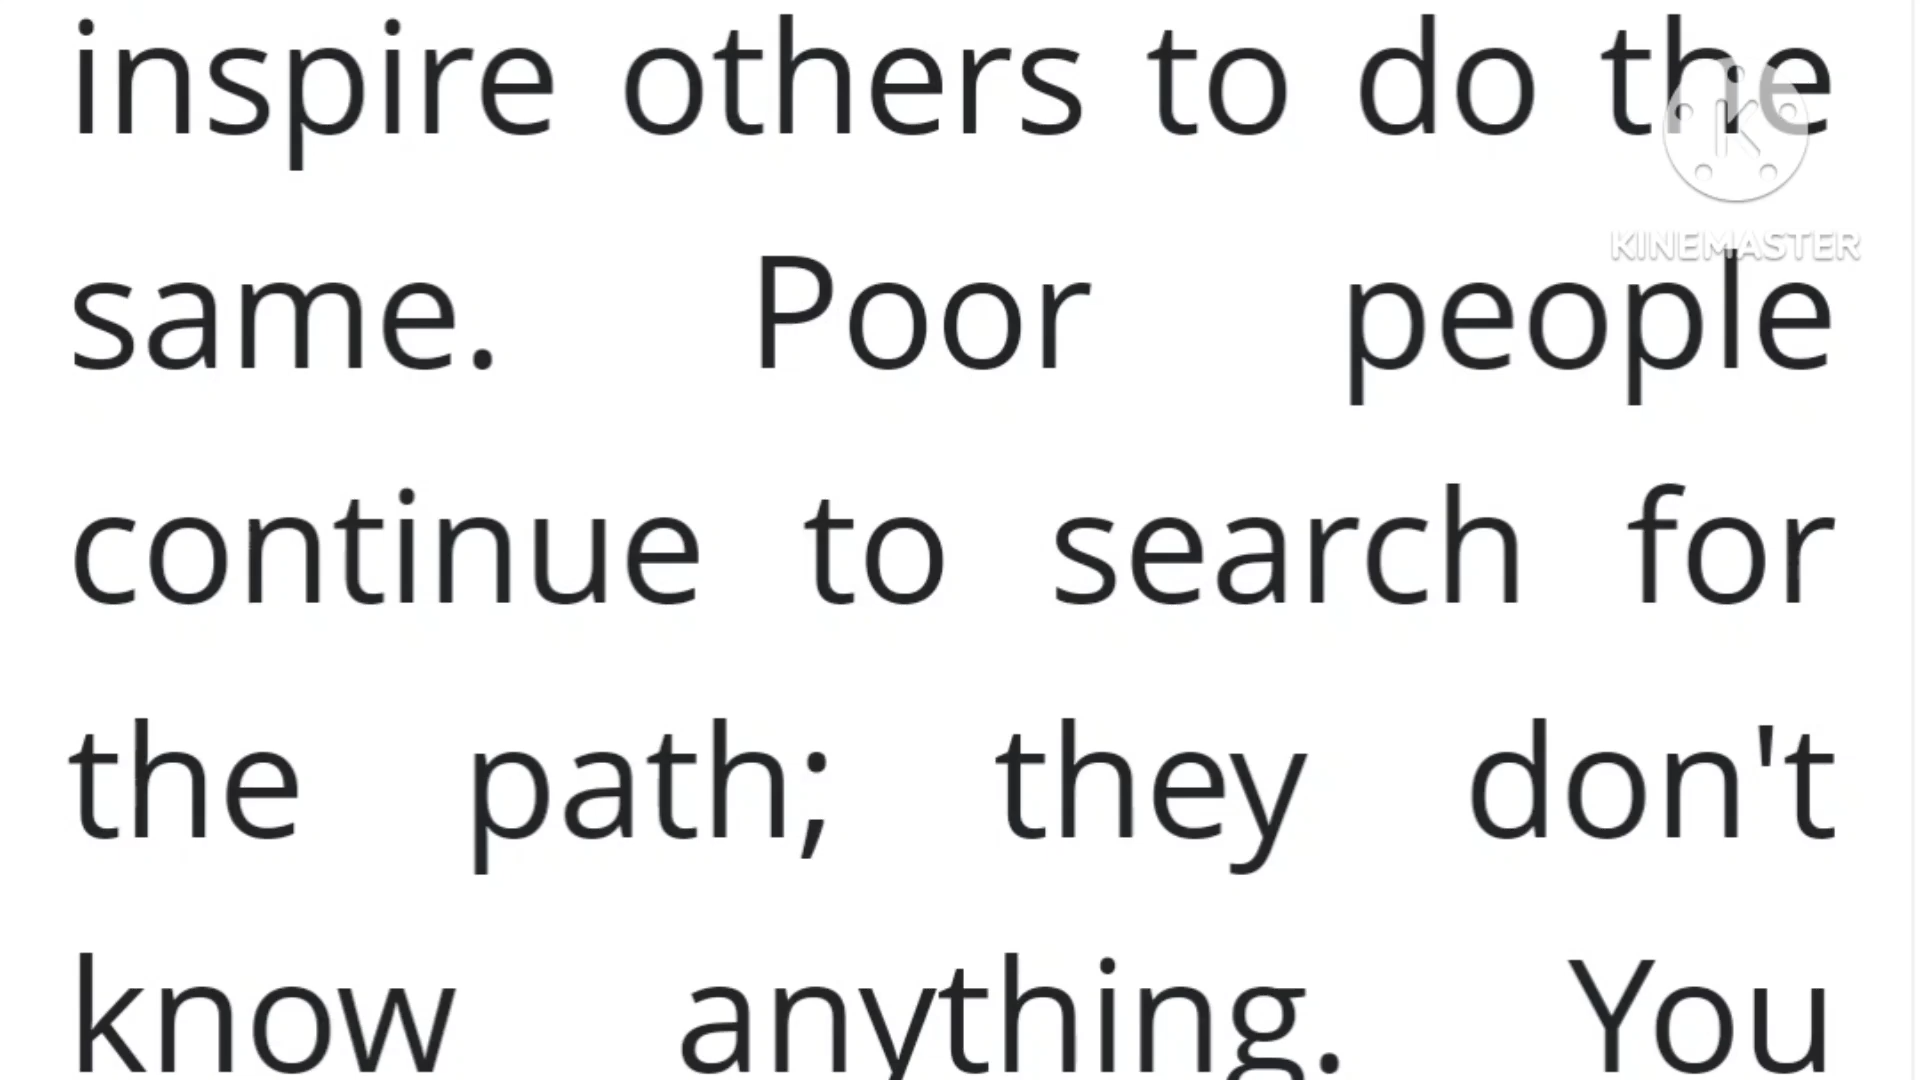 inspire others to do the
KINEMASTER
same. Poor people
continue to search for
the path; they don't
know anything. You